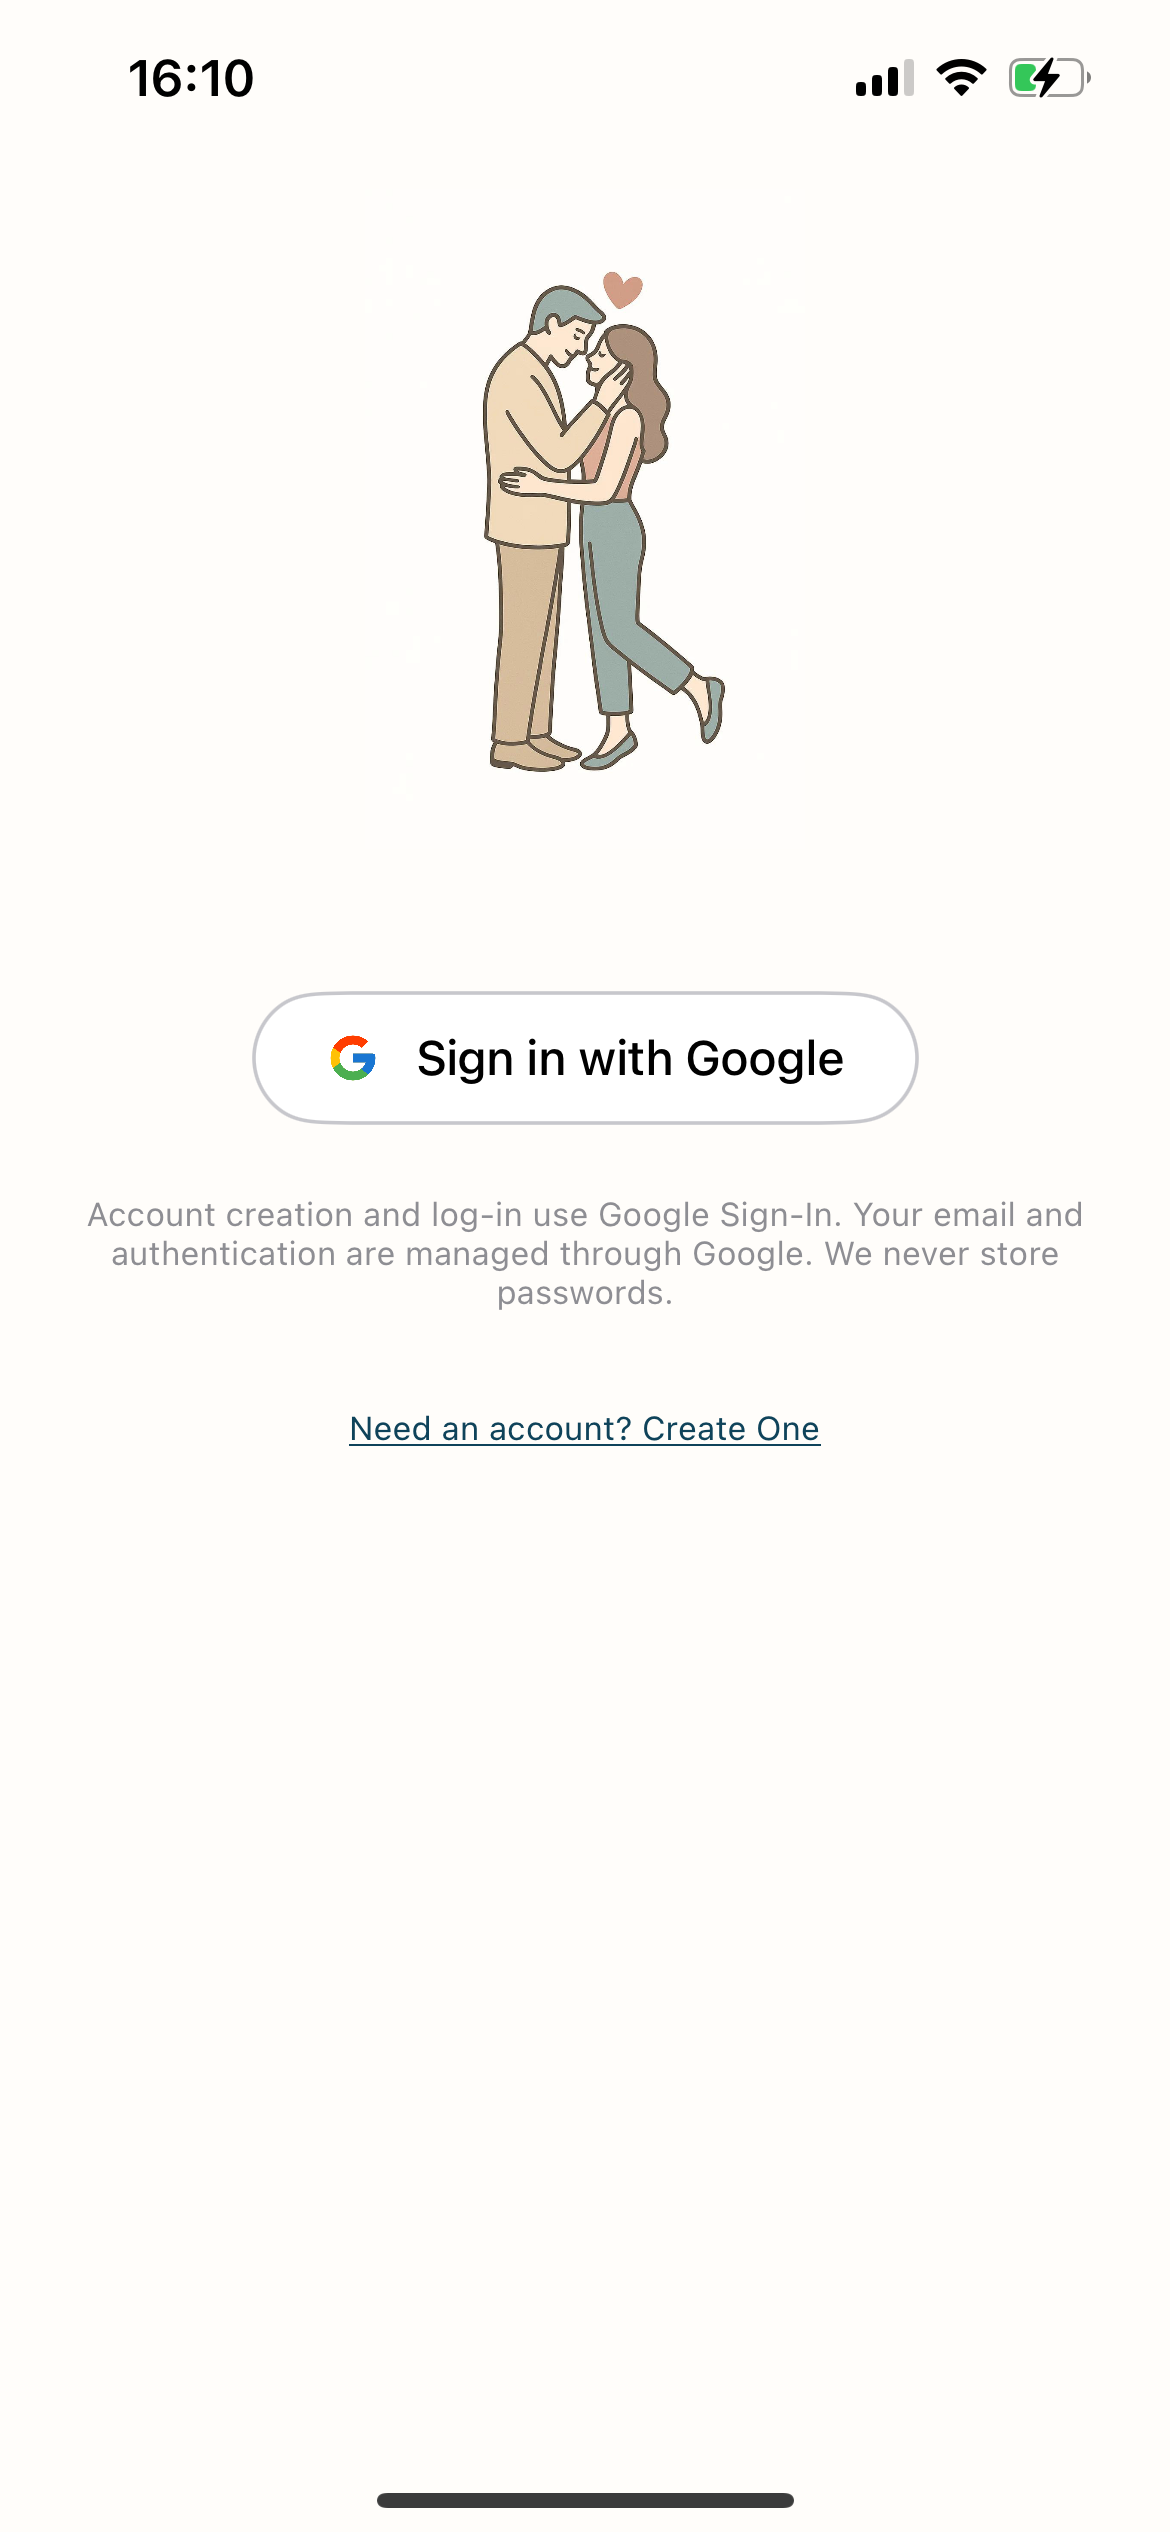 16:10
Sign in with Google
Account creation and log-in use Google Sign-In. Your email and
authentication are managed through Google. We never store
passwords.
Need an account? Create One